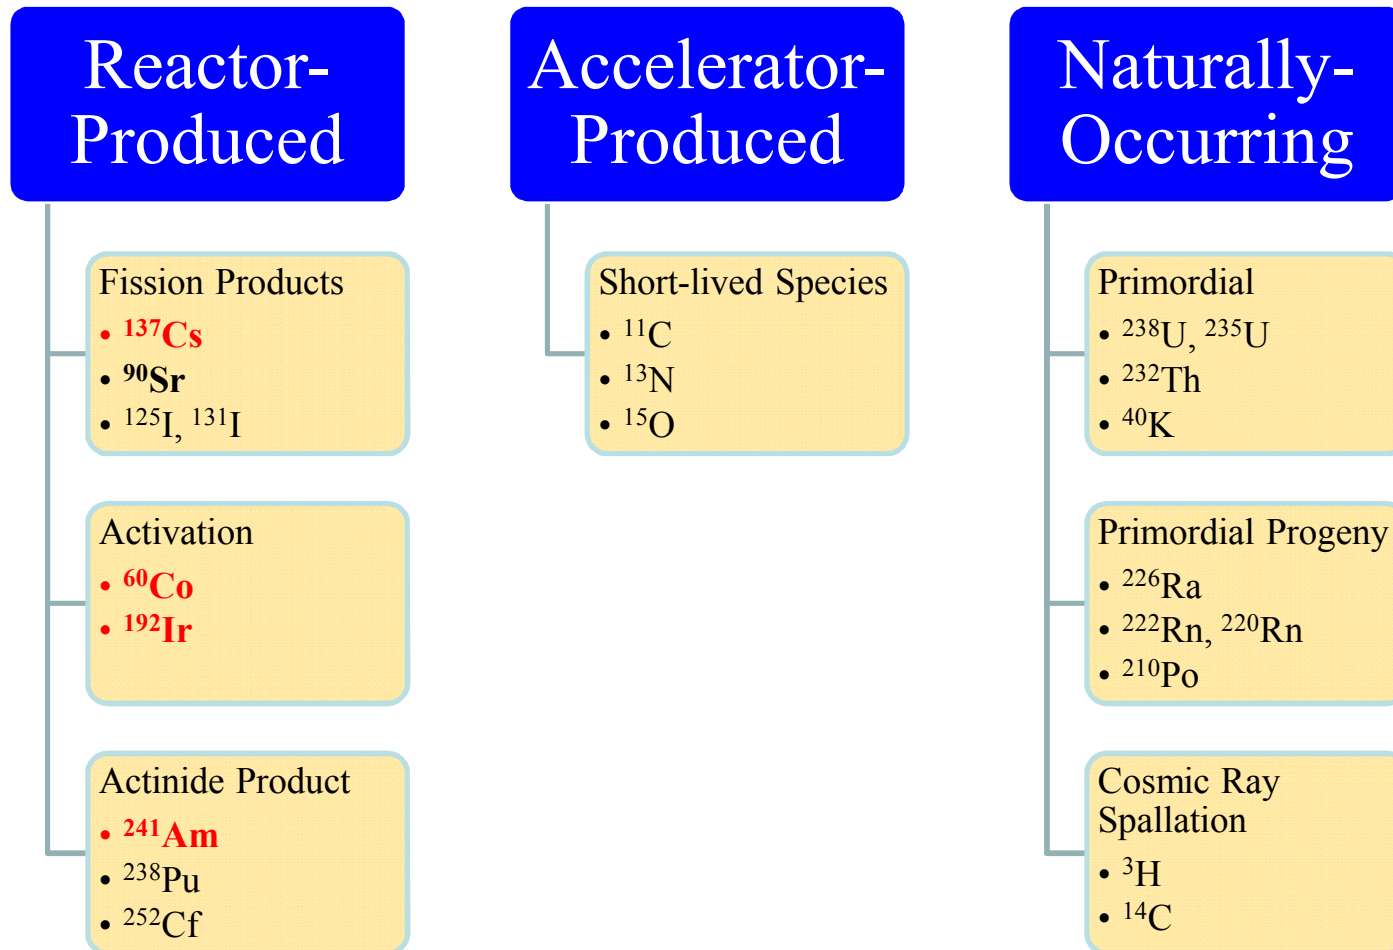 Reactor-
Produced
Fission Products
• ¹³⁷Cs
• ⁹⁰Sr
• ¹²⁵I, ¹³¹I
Activation
• ⁶⁰Co
• ¹⁹²Ir
Actinide Product
• ²⁴¹Am
• ²³⁸Pu
• ²⁵²Cf
Accelerator-
Produced
Short-lived Species
• ¹¹C
• ¹³N
• ¹⁵O
Naturally-
Occurring
Primordial
• ²³⁸U, ²³⁵U
• ²³²Th
• ⁴⁰K
Primordial Progeny
• ²²⁶Ra
• ²²²Rn, ²²⁰Rn
• ²¹⁰Po
Cosmic Ray
Spallation
• ³H
• ¹⁴C